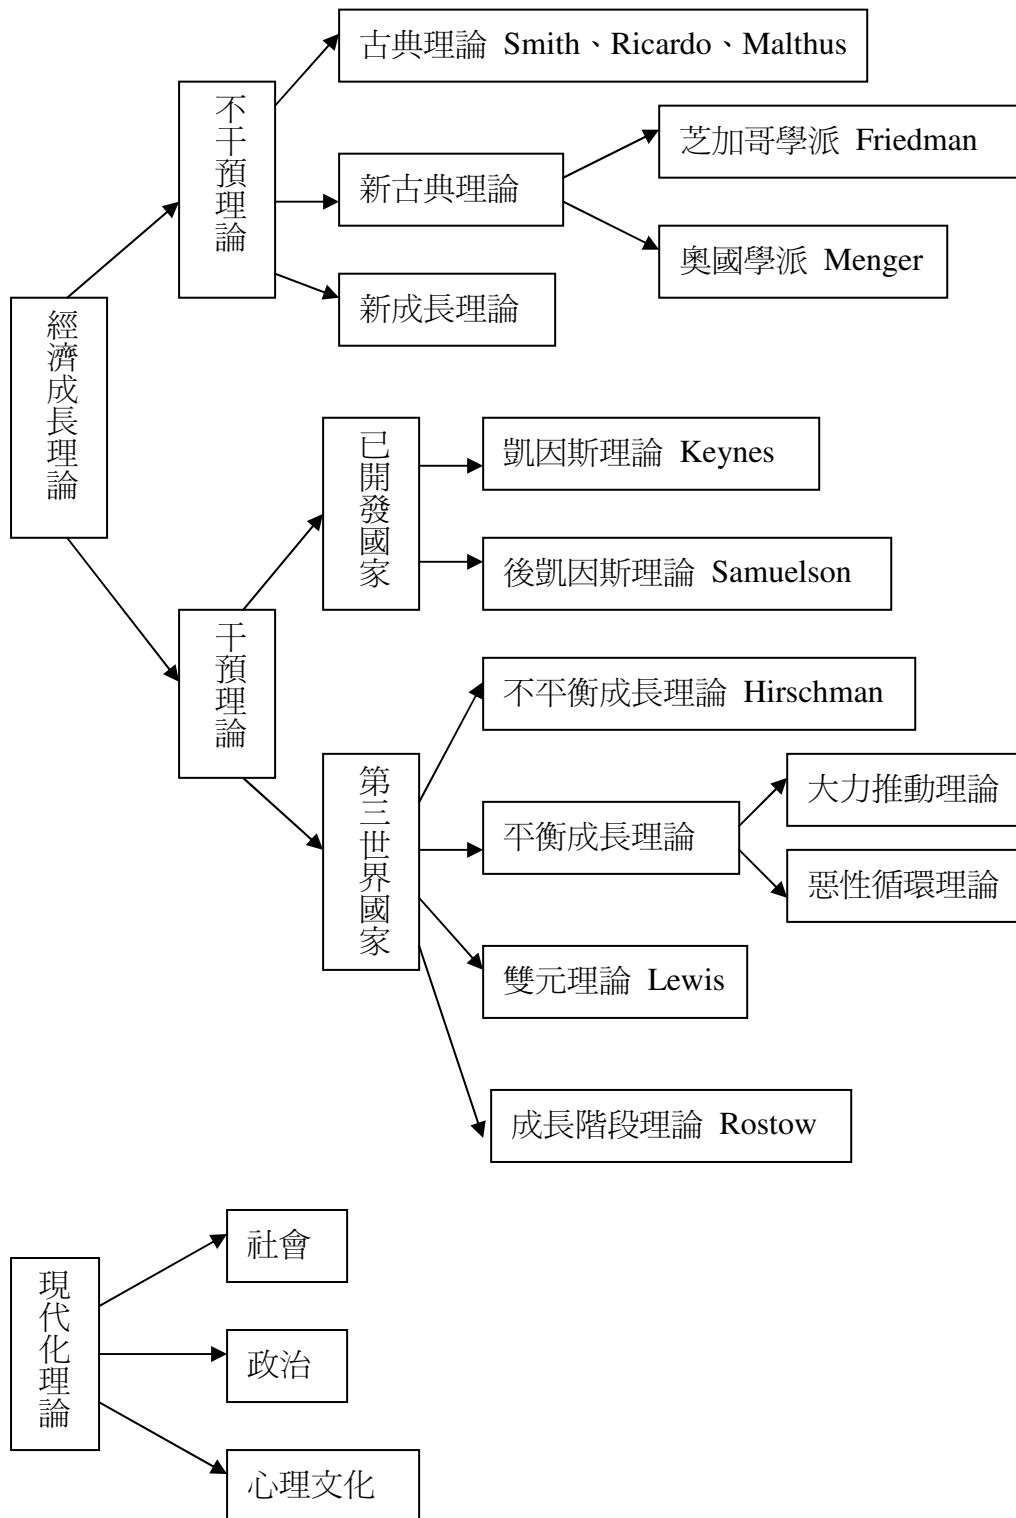 經濟成長理論
不干預理論
古典理論 Smith、Ricardo、Malthus
新古典理論
芝加哥學派 Friedman
奧國學派 Menger
新成長理論
干預理論
已開發國家
凱因斯理論 Keynes
後凱因斯理論 Samuelson
第三世界國家
不平衡成長理論 Hirschman
平衡成長理論
大力推動理論
惡性循環理論
雙元理論 Lewis
成長階段理論 Rostow
現代化理論
社會
政治
心理文化